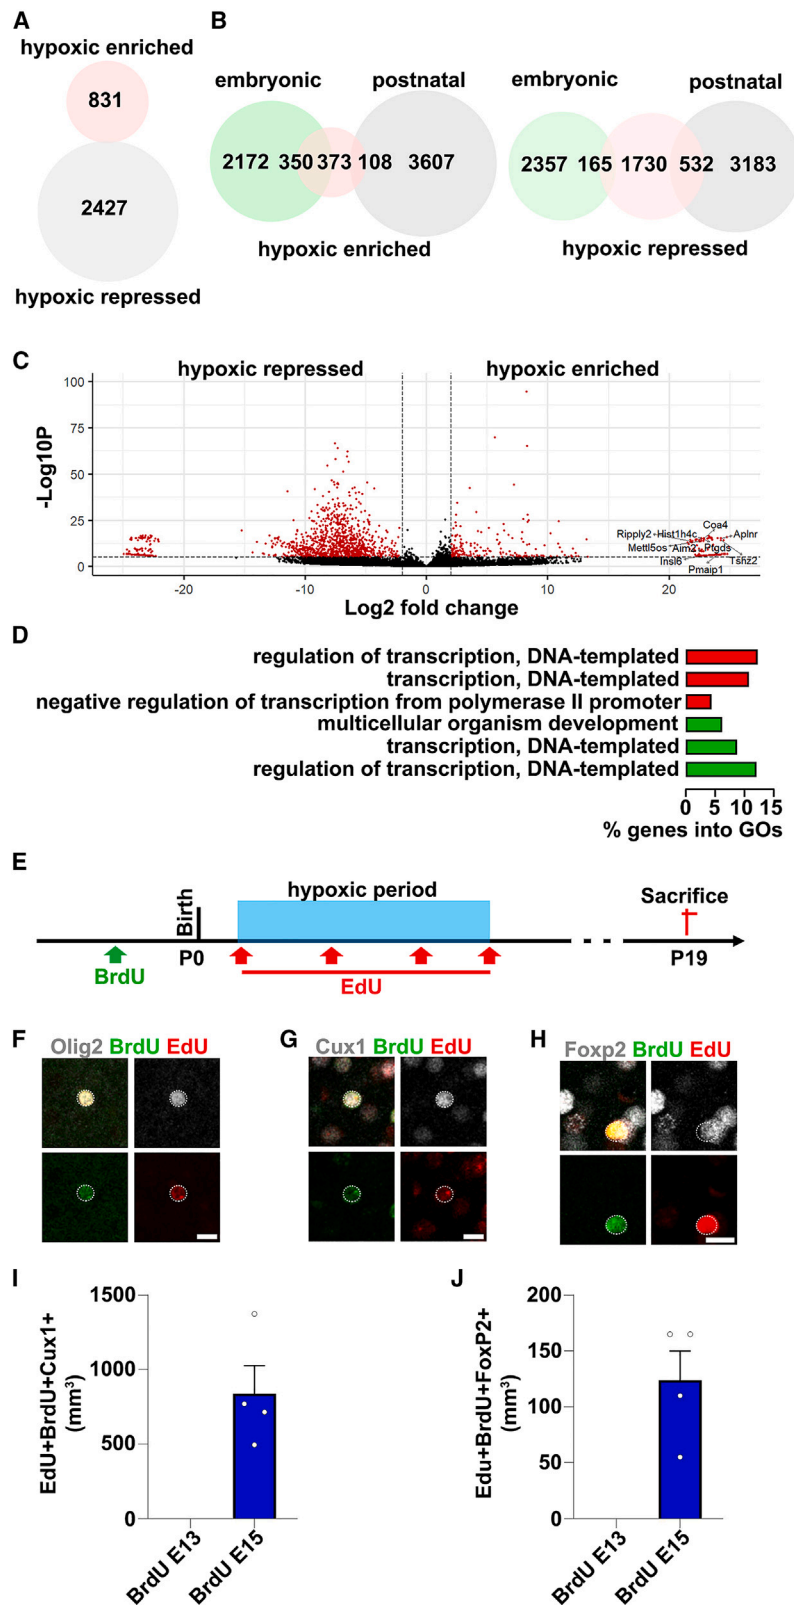 A
hypoxic enriched
831
2427
hypoxic repressed
B
embryonic
postnatal
2172 350 373 108 3607
hypoxic enriched
embryonic
postnatal
2357 165 1730 532 3183
hypoxic repressed
C
hypoxic repressed
hypoxic enriched
-Log10P
100
75
50
25
0
Coa4
Ripply2 Hist1h4c Aplnr
Mettl5os Aim2 Ptgds
Insl6 Tshz2
Pmaip1
-20 -10 0 10 20
Log2 fold change
D
regulation of transcription, DNA-templated
transcription, DNA-templated
negative regulation of transcription from polymerase II promoter
multicellular organism development
transcription, DNA-templated
regulation of transcription, DNA-templated
0 5 10 15
% genes into GOs
E
Birth
hypoxic period
Sacrifice
BrdU
P0
EdU
P19
F
Olig2 BrdU EdU
G
Cux1 BrdU EdU
H
Foxp2 BrdU EdU
I
EdU+BrdU+Cux1+
(mm³)
1500
1000
500
0
BrdU E13
BrdU E15
J
Edu+BrdU+FoxP2+
(mm³)
200
150
100
50
0
BrdU E13
BrdU E15